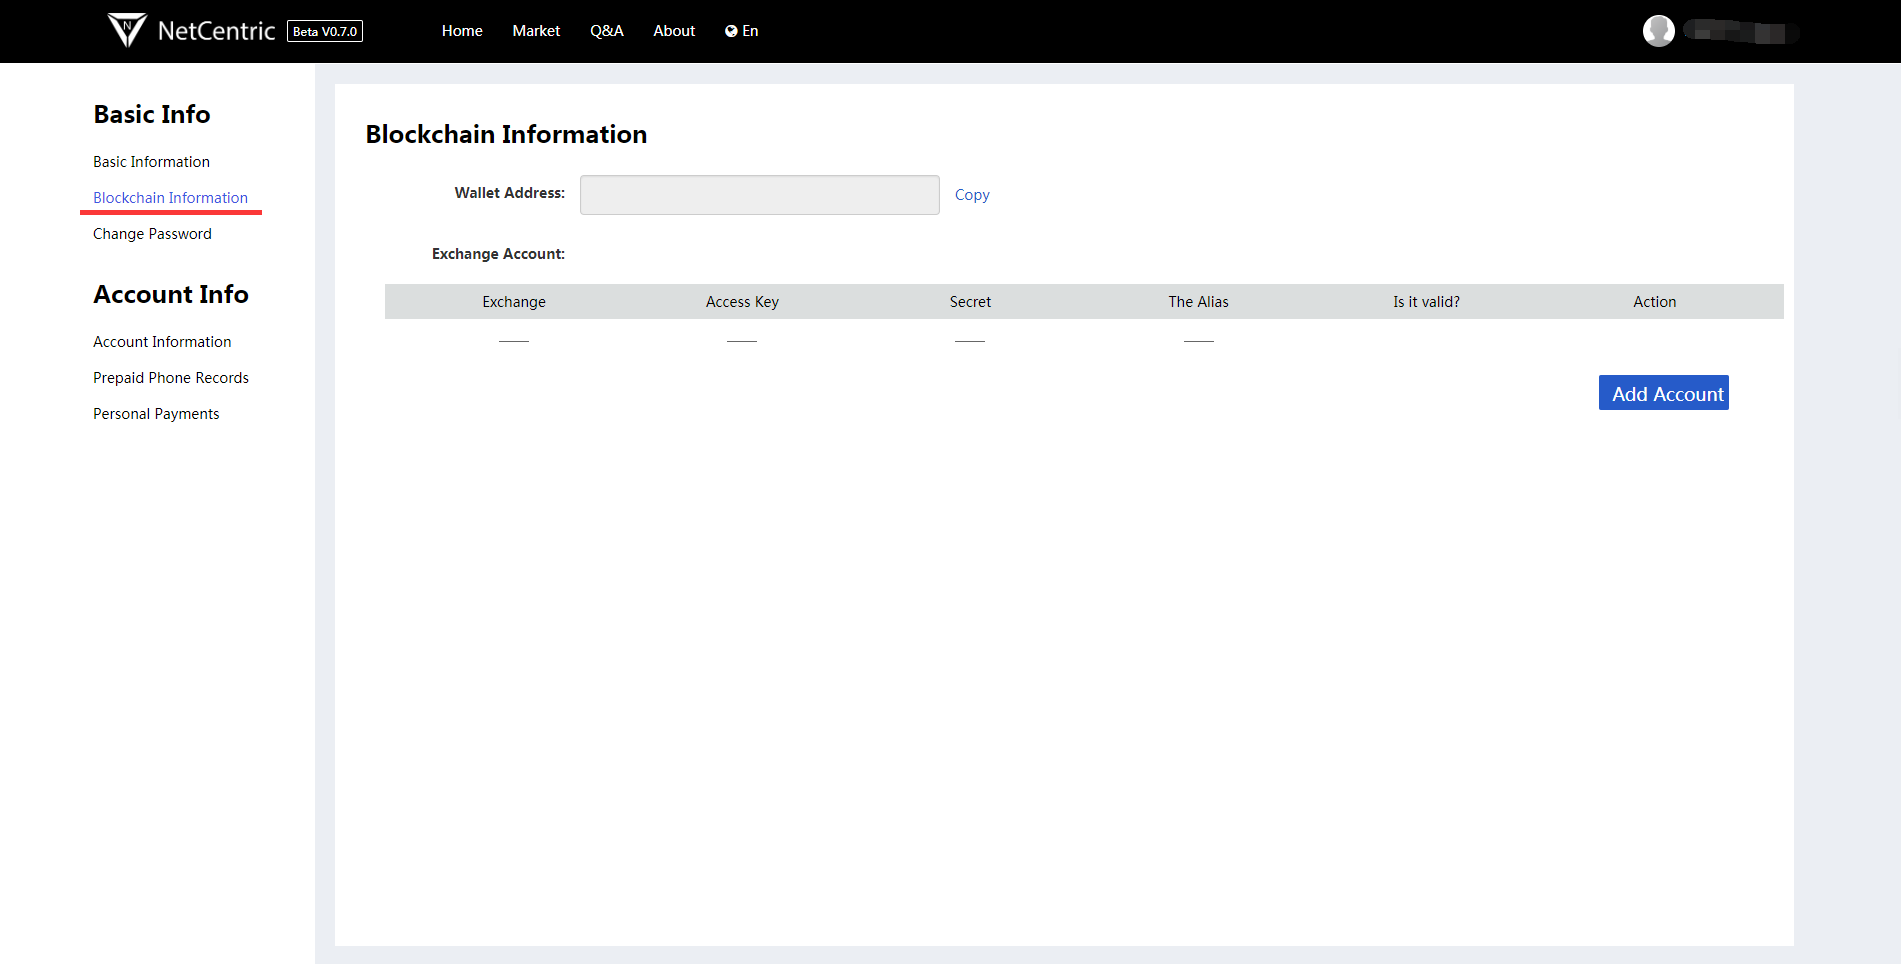 NetCentric Beta V0.7.0 Home Market Q&A About En
Basic Info
Basic Information
Blockchain Information
Change Password
Account Info
Account Information
Prepaid Phone Records
Personal Payments
Blockchain Information
Wallet Address: Copy
Exchange Account:
Exchange Access Key Secret The Alias Is it valid? Action
Add Account